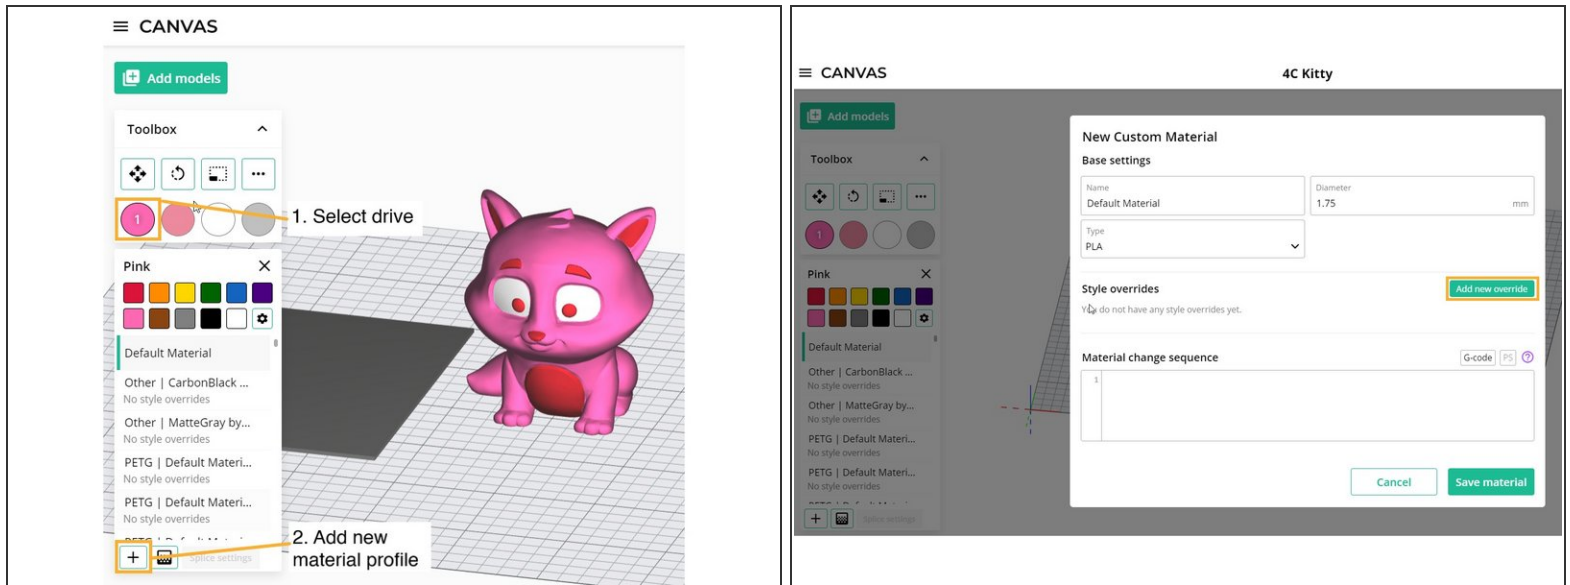 CANVAS
Add models
Toolbox
1
1. Select drive
Pink
Default Material
Other | CarbonBlack ...
No style overrides
Other | MatteGray by...
No style overrides
PETG | Default Materi...
No style overrides
PETG | Default Materi...
No style overrides
2. Add new
material profile
Splice settings
CANVAS
4C Kitty
Add models
Toolbox
1
Pink
Default Material
Other | CarbonBlack ...
No style overrides
Other | MatteGray by...
No style overrides
PETG | Default Materi...
No style overrides
PETG | Default Materi...
No style overrides
Splice settings
New Custom Material
Base settings
Name
Default Material
Diameter
1.75 mm
Type
PLA
Style overrides
Add new override
You do not have any style overrides yet.
Material change sequence
G-code PS ?
1
Cancel
Save material